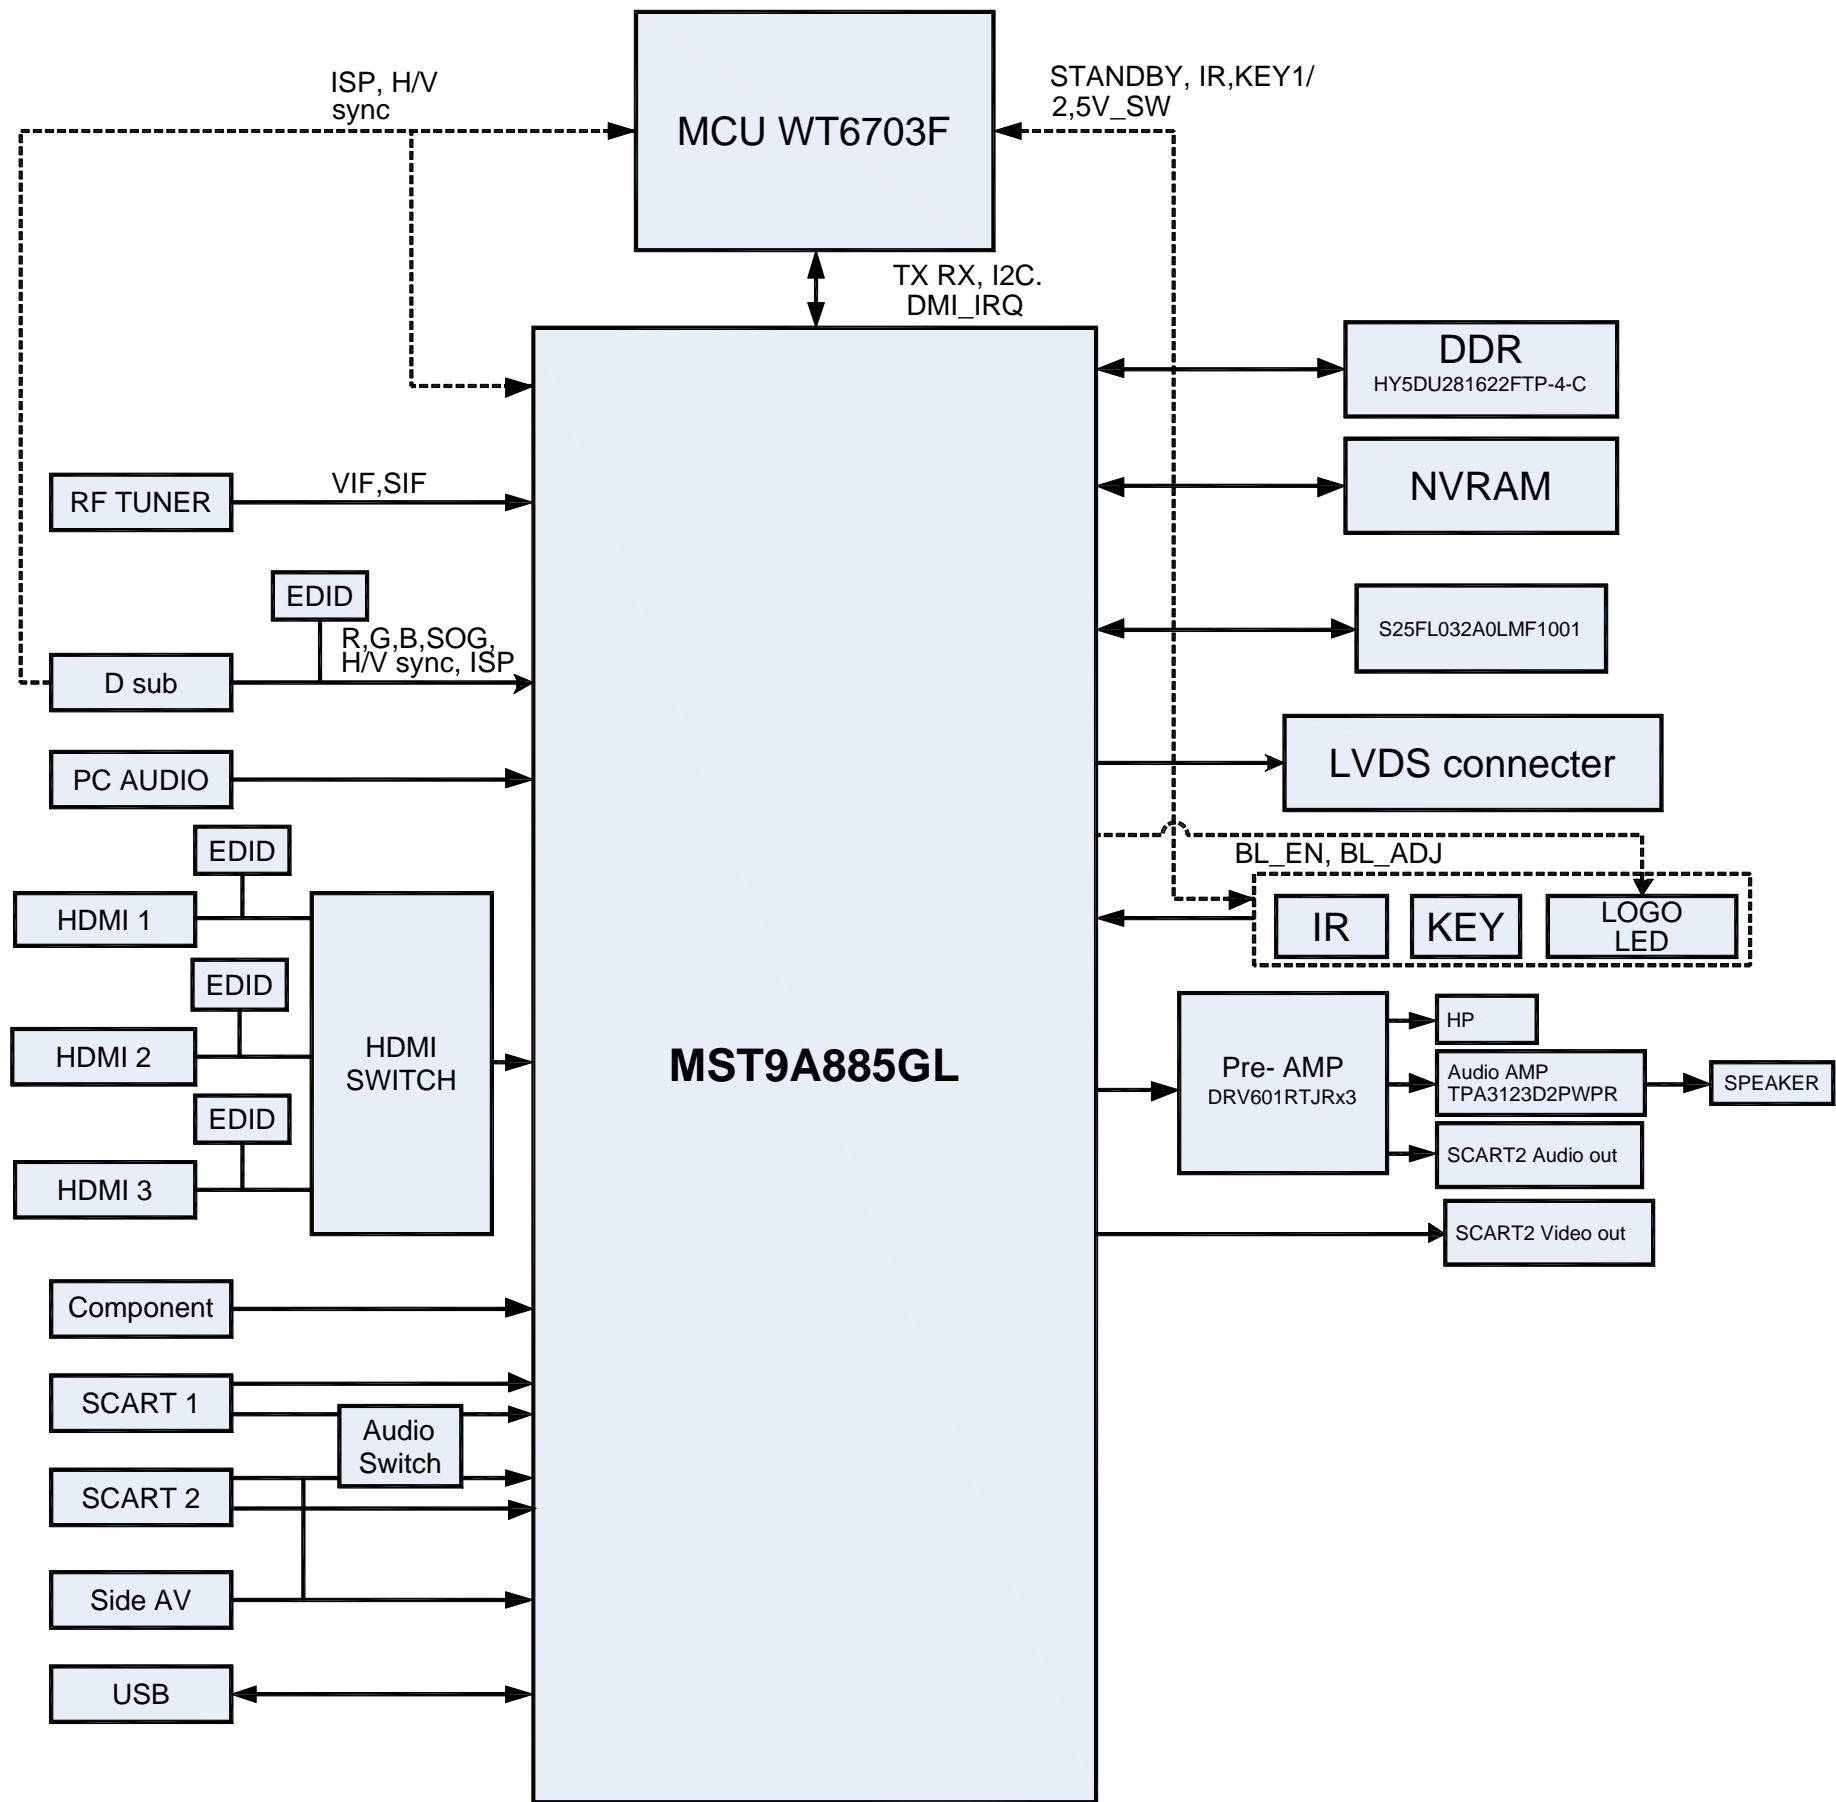 ISP, H/V
sync
MCU WT6703F
STANDBY, IR,KEY1/
2,5V_SW
TX RX, I2C.
DMI_IRQ
DDR
HY5DU281622FTP-4-C
NVRAM
RF TUNER
VIF,SIF
EDID
R,G,B,SOG,
H/V sync, ISP
D sub
S25FL032A0LMF1001
PC AUDIO
LVDS connecter
EDID
BL_EN, BL_ADJ
HDMI 1
IR
KEY
LOGO
LED
EDID
HDMI 2
HDMI
SWITCH
EDID
HDMI 3
MST9A885GL
Pre- AMP
DRV601RTJRx3
HP
Audio AMP
TPA3123D2PWPR
SPEAKER
SCART2 Audio out
SCART2 Video out
Component
SCART 1
Audio
Switch
SCART 2
Side AV
USB